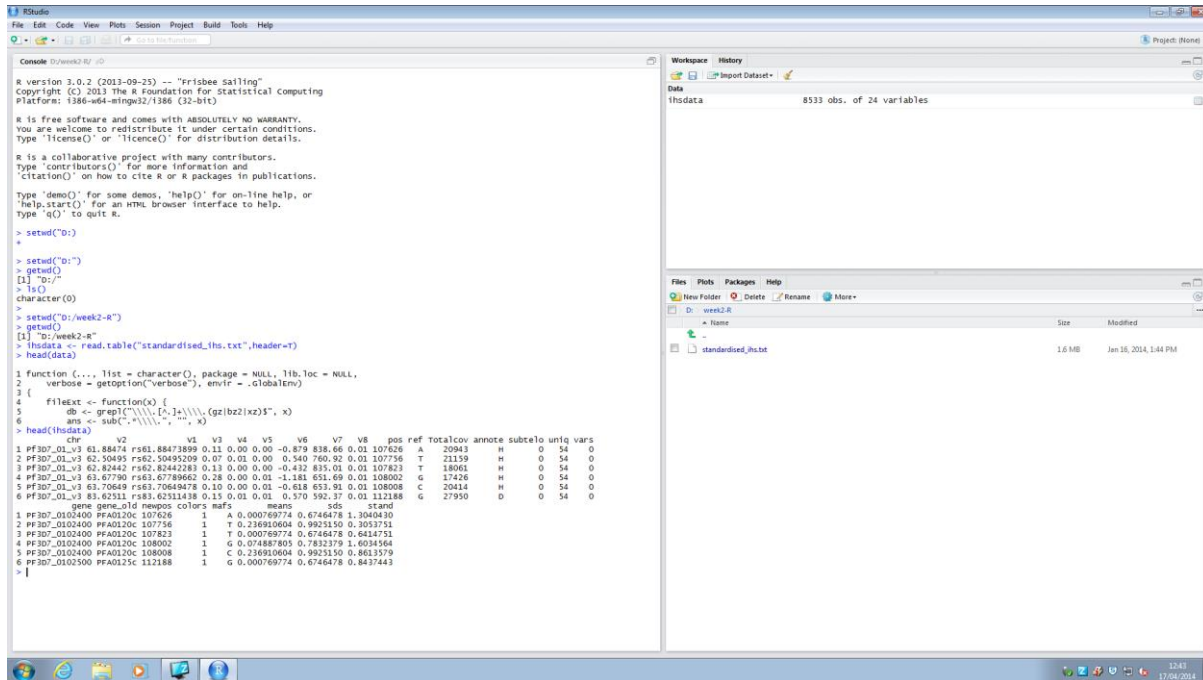 RStudio
File Edit Code View Plots Session Project Build Tools Help
Go to file/function
Project: (None)
Console D:/week2-R/
R version 3.0.2 (2013-09-25) -- "Frisbee Sailing"
Copyright (C) 2013 The R Foundation for Statistical Computing
Platform: i386-w64-mingw32/i386 (32-bit)
R is free software and comes with ABSOLUTELY NO WARRANTY.
You are welcome to redistribute it under certain conditions.
Type 'license()' or 'licence()' for distribution details.
R is a collaborative project with many contributors.
Type 'contributors()' for more information and
'citation()' on how to cite R or R packages in publications.
Type 'demo()' for some demos, 'help()' for on-line help, or
'help.start()' for an HTML browser interface to help.
Type 'q()' to quit R.
> setwd("D:)
+
> setwd("D:")
> getwd()
[1] "D:/"
> ls()
character(0)
>
> setwd("D:/week2-R")
> getwd()
[1] "D:/week2-R"
> ihsdata <- read.table("standardised_ihs.txt",header=T)
> head(data)
1 function (..., list = character(), package = NULL, lib.loc = NULL,
2 verbose = getOption("verbose"), envir = .GlobalEnv)
3 {
4 fileExt <- function(x) {
5 db <- grepl("\\\\.[^.]+\\\\.(gz|bz2|xz)$", x)
6 ans <- sub(".*\\\\.", "", x)
> head(ihsdata)
chr V2 V1 V3 V4 V5 V6 V7 V8 pos ref Totalcov annote subtelo uniq vars
1 Pf3D7_01_v3 61.88474 rs61.88473899 0.11 0.00 0.00 -0.879 838.66 0.01 107626 A 20943 H 0 54 0
2 Pf3D7_01_v3 62.50495 rs62.50495209 0.07 0.01 0.00 0.540 760.92 0.01 107756 T 21159 H 0 54 0
3 Pf3D7_01_v3 62.82442 rs62.82442283 0.13 0.00 0.00 -0.432 835.01 0.01 107823 T 18061 H 0 54 0
4 Pf3D7_01_v3 63.67790 rs63.67789662 0.28 0.00 0.01 -1.181 651.69 0.01 108002 G 17426 H 0 54 0
5 Pf3D7_01_v3 63.70649 rs63.70649478 0.10 0.00 0.01 -0.618 653.91 0.01 108008 C 20414 H 0 54 0
6 Pf3D7_01_v3 83.62511 rs83.62511438 0.15 0.01 0.01 0.570 592.37 0.01 112188 G 27950 D 0 54 0
gene gene_old newpos colors mafs means sds stand
1 PF3D7_0102400 PFA0120c 107626 1 A 0.000769774 0.6746478 1.3040430
2 PF3D7_0102400 PFA0120c 107756 1 T 0.236910604 0.9925150 0.3053751
3 PF3D7_0102400 PFA0120c 107823 1 T 0.000769774 0.6746478 0.6414751
4 PF3D7_0102400 PFA0120c 108002 1 G 0.074887805 0.7832379 1.6034564
5 PF3D7_0102400 PFA0120c 108008 1 C 0.236910604 0.9925150 0.8613579
6 PF3D7_0102500 PFA0125c 112188 1 G 0.000769774 0.6746478 0.8437443
>
Workspace History
Import Dataset
Data
ihsdata 8533 obs. of 24 variables
Files Plots Packages Help
New Folder Delete Rename More
D: week2-R
Name Size Modified
..
standardised_ihs.txt 1.6 MB Jan 16, 2014, 1:44 PM
12:43
17/04/2014